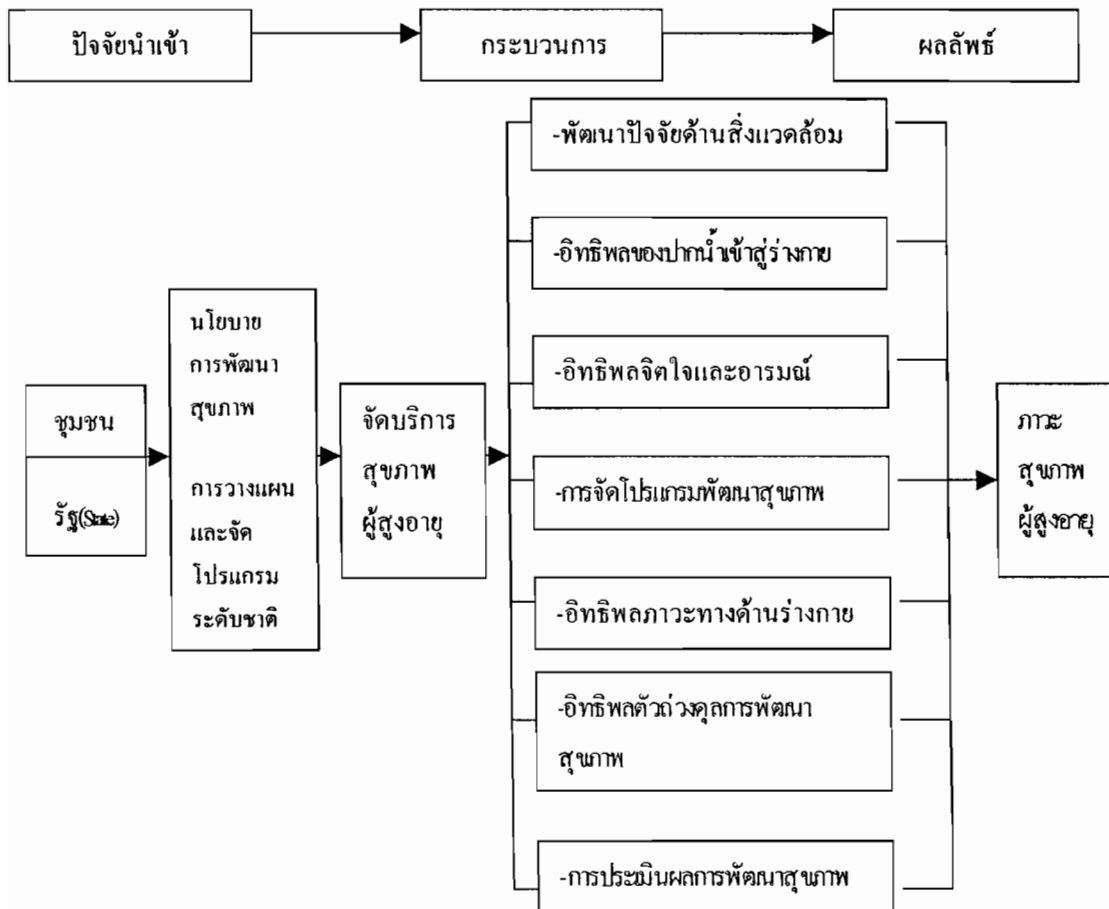 ปัจจัยนำเข้า
กระบวนการ
ผลลัพธ์
ชุมชน
รัฐ(State)
นโยบาย
การพัฒนา
สุขภาพ
การวางแผน
และจัด
โปรแกรม
ระดับชาติ
จัดบริการ
สุขภาพ
ผู้สูงอายุ
-พัฒนาปัจจัยด้านสิ่งแวดล้อม
-อิทธิพลของปากน้ำเข้าสู่ร่างกาย
-อิทธิพลจิตใจและอารมณ์
-การจัดโปรแกรมพัฒนาสุขภาพ
-อิทธิพลภาวะทางด้านร่างกาย
-อิทธิพลตัวถ่วงดุลการพัฒนา
สุขภาพ
-การประเมินผลการพัฒนาสุขภาพ
ภาวะ
สุขภาพ
ผู้สูงอายุ